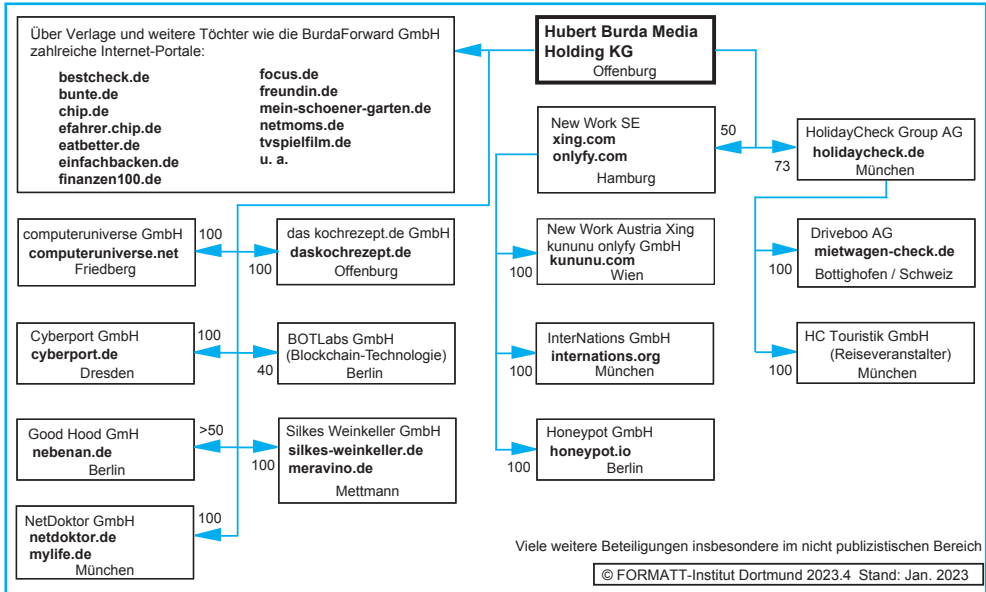 Über Verlage und weitere Töchter wie die BurdaForward GmbH
zahlreiche Internet-Portale:
bestcheck.de
bunte.de
chip.de
efahrer.chip.de
eatbetter.de
einfachbacken.de
finanzen100.de
focus.de
freundin.de
mein-schoener-garten.de
netmoms.de
tvspielfilm.de
u. a.
Hubert Burda Media
Holding KG
Offenburg
New Work SE
xing.com
onlyfy.com
Hamburg
50
73
HolidayCheck Group AG
holidaycheck.de
München
computeruniverse GmbH
computeruniverse.net
Friedberg
100
100
das kochrezept.de GmbH
daskochrezept.de
Offenburg
New Work Austria Xing
kununu onlyfy GmbH
kununu.com
Wien
100
Driveboo AG
mietwagen-check.de
Bottighofen / Schweiz
100
Cyberport GmbH
cyberport.de
Dresden
100
40
BOTLabs GmbH
(Blockchain-Technologie)
Berlin
InterNations GmbH
internations.org
München
100
HC Touristik GmbH
(Reiseveranstalter)
München
100
Good Hood GmH
nebenan.de
Berlin
>50
100
Silkes Weinkeller GmbH
silkes-weinkeller.de
meravino.de
Mettmann
Honeypot GmbH
honeypot.io
Berlin
100
NetDoktor GmbH
netdoktor.de
mylife.de
München
100
Viele weitere Beteiligungen insbesondere im nicht publizistischen Bereich
© FORMATT-Institut Dortmund 2023.4 Stand: Jan. 2023